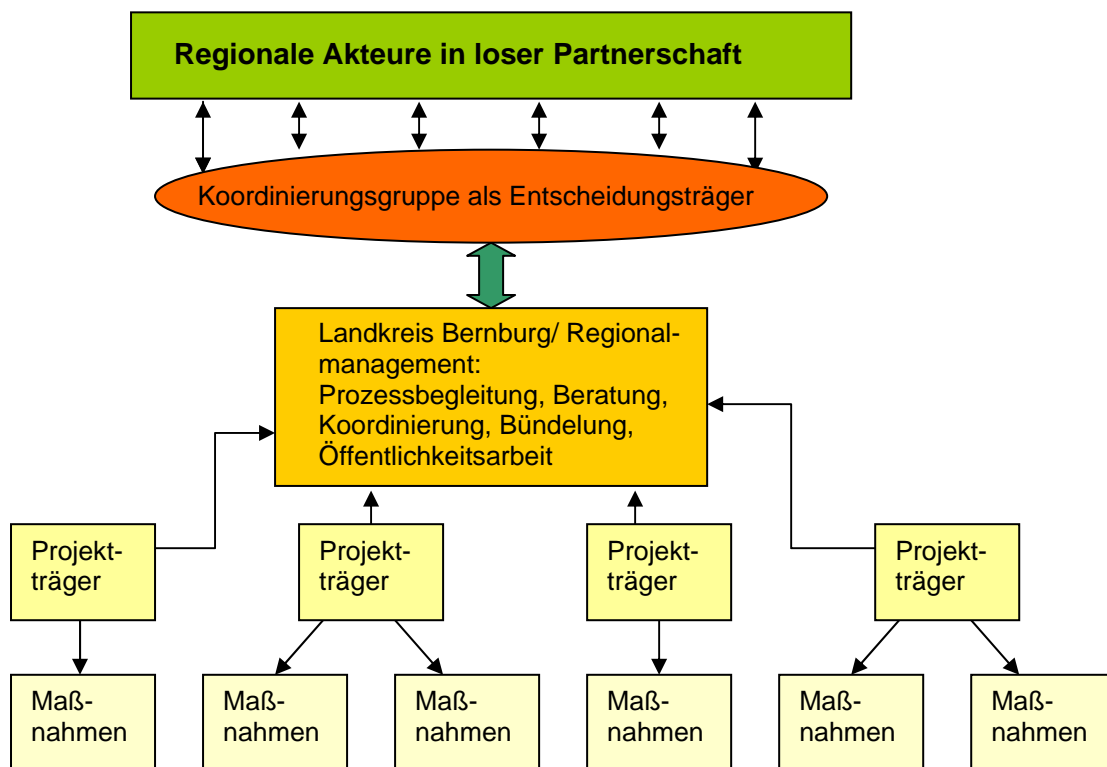 Regionale Akteure in loser Partnerschaft
Koordinierungsgruppe als Entscheidungsträger
Landkreis Bernburg/ Regional-
management:
Prozessbegleitung, Beratung,
Koordinierung, Bündelung,
Öffentlichkeitsarbeit
Projekt-
träger
Projekt-
träger
Projekt-
träger
Projekt-
träger
Maß-
nahmen
Maß-
nahmen
Maß-
nahmen
Maß-
nahmen
Maß-
nahmen
Maß-
nahmen